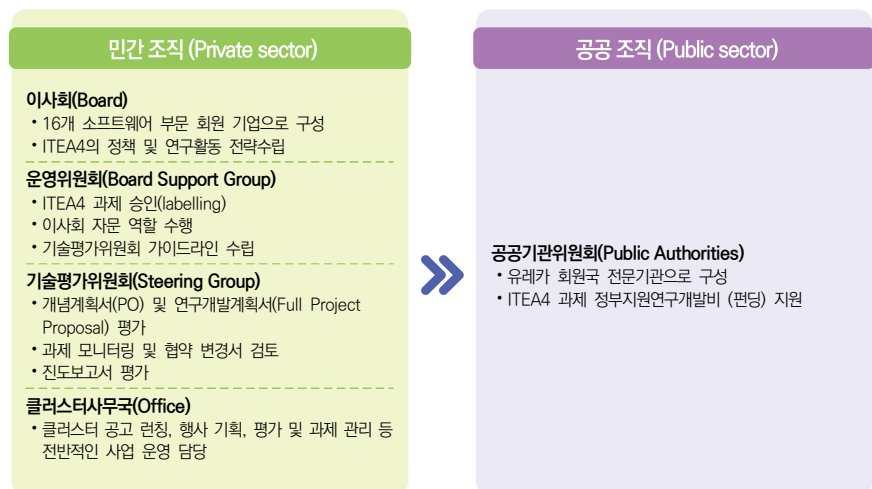 민간 조직 (Private sector)
이사회(Board)
• 16개 소프트웨어 부문 회원 기업으로 구성
• ITEA4의 정책 및 연구활동 전략수립
운영위원회(Board Support Group)
• ITEA4 과제 승인(labelling)
• 이사회 자문 역할 수행
• 기술평가위원회 가이드라인 수립
기술평가위원회(Steering Group)
• 개념계획서(PO) 및 연구개발계획서(Full Project
Proposal) 평가
• 과제 모니터링 및 협약 변경서 검토
• 진도보고서 평가
클러스터사무국(Office)
• 클러스터 공고 런칭, 행사 기획, 평가 및 과제 관리 등
전반적인 사업 운영 담당
공공 조직 (Public sector)
공공기관위원회(Public Authorities)
• 유레카 회원국 전문기관으로 구성
• ITEA4 과제 정부지원연구개발비 (펀딩) 지원